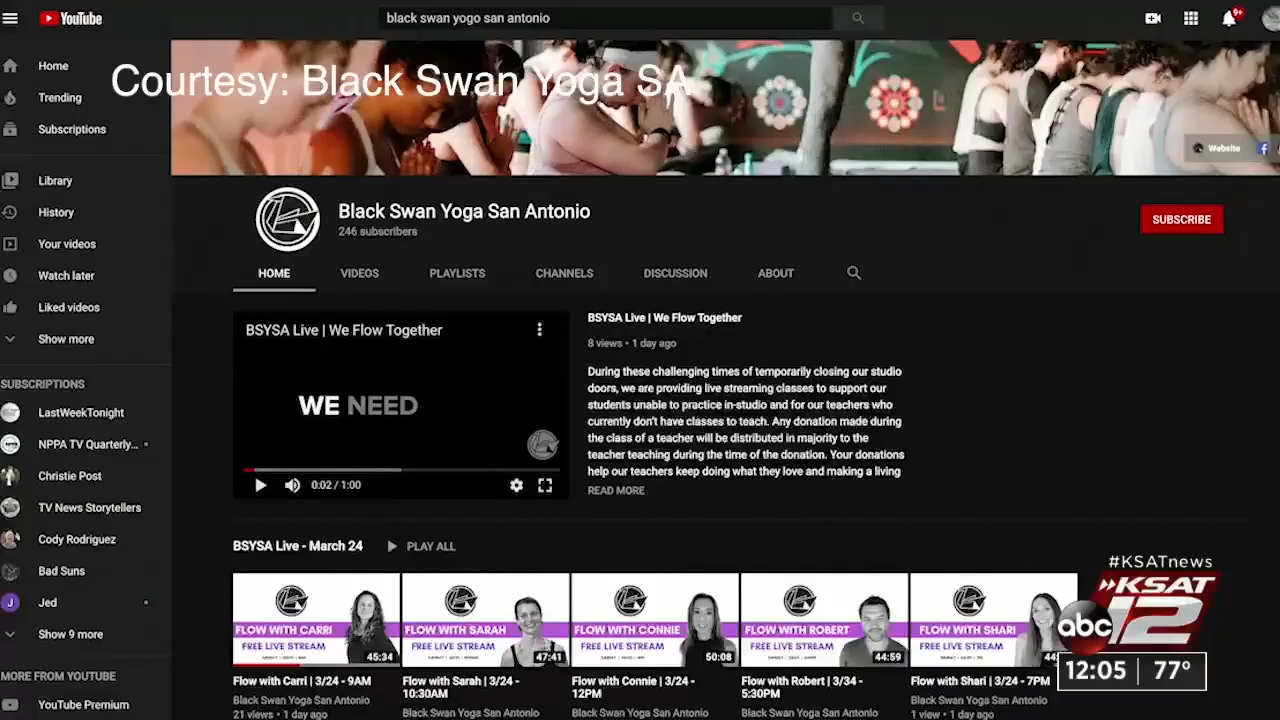 YouTube
black swan yogo san antonio
9+
Home
Trending
Subscriptions
Library
History
Your videos
Watch later
Liked videos
Show more
SUBSCRIPTIONS
LastWeekTonight
NPPA TV Quarterly...
Christie Post
TV News Storytellers
Cody Rodriguez
Bad Suns
J
Jed
Show 9 more
MORE FROM YOUTUBE
YouTube Premium
Courtesy: Black Swan Yoga SA
Website
Black Swan Yoga San Antonio
246 subscribers
SUBSCRIBE
HOME VIDEOS PLAYLISTS CHANNELS DISCUSSION ABOUT
BSYSA Live | We Flow Together
WE NEED
0:02 / 1:00
BSYSA Live | We Flow Together
8 views • 1 day ago
During these challenging times of temporarily closing our studio
doors, we are providing live streaming classes to support our
students unable to practice in-studio and for our teachers who
currently don't have classes to teach. Any donation made during
the class of a teacher will be distributed in majority to the
teacher teaching during the time of the donation. Your donations
help our teachers keep doing what they love and making a living
READ MORE
BSYSA Live - March 24 PLAY ALL
FLOW WITH CARRI
FREE LIVE STREAM
45:34
Flow with Carri | 3/24 - 9AM
Black Swan Yoga San Antonio
21 views • 1 day ago
FLOW WITH SARAH
FREE LIVE STREAM
47:41
Flow with Sarah | 3/24 -
10:30AM
Black Swan Yoga San Antonio
FLOW WITH CONNIE
FREE LIVE STREAM
50:08
Flow with Connie | 3/24 -
12PM
Black Swan Yoga San Antonio
FLOW WITH ROBERT
FREE LIVE STREAM
44:59
Flow with Robert | 3/34 -
5:30PM
Black Swan Yoga San Antonio
FLOW WITH SHARI
FREE LIVE STREAM
Flow with Shari | 3/24 - 7PM
Black Swan Yoga San Antonio
1 view • 1 day ago
#KSATnews
KSAT
abc 12
12:05 77°